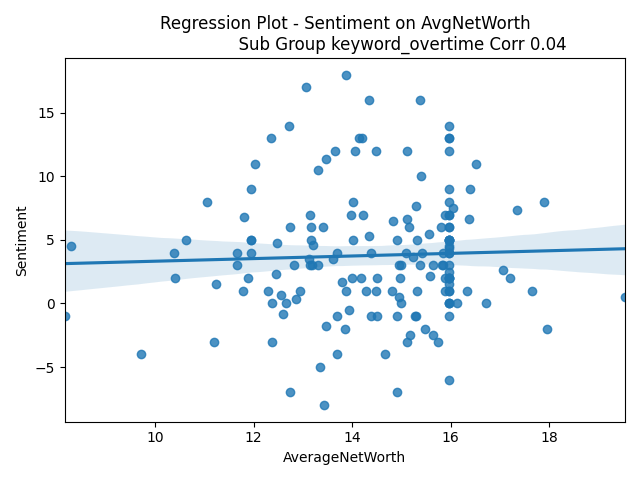 Regression Plot - Sentiment on AvgNetWorth
Sub Group keyword_overtime Corr 0.04
15
10
5
0
−5
Sentiment
10 12 14 16 18
AverageNetWorth